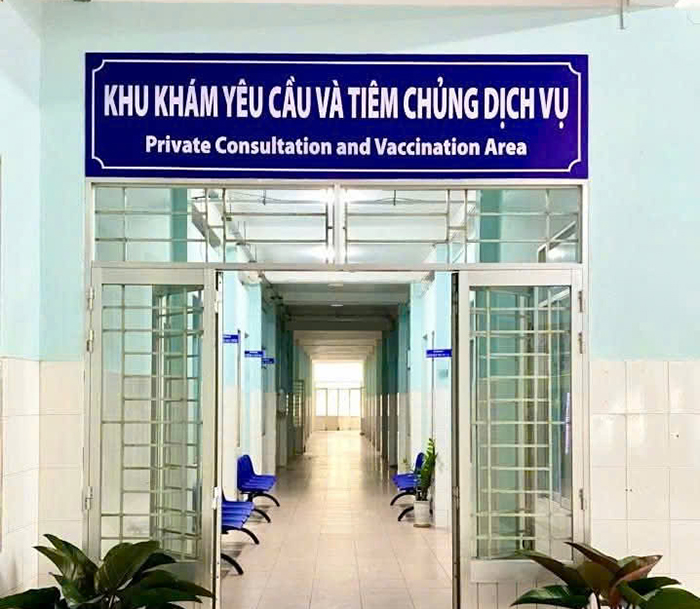 KHU KHÁM YÊU CẦU VÀ TIÊM CHỦNG DỊCH VỤ
Private Consultation and Vaccination Area